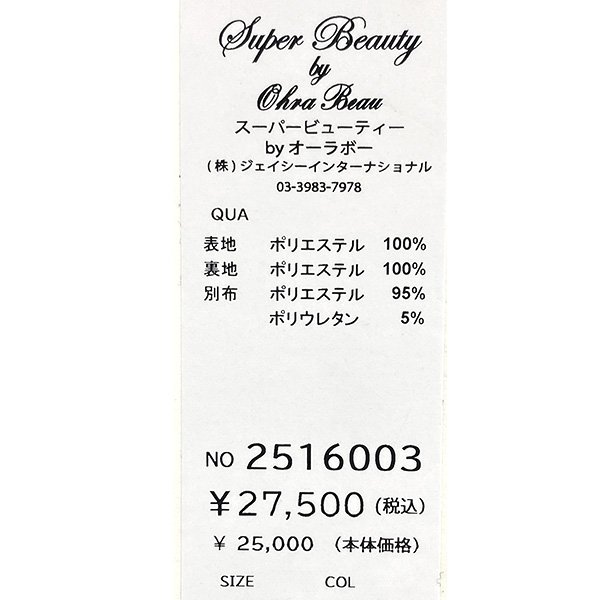 Super Beauty
by
Ohra Beau
スーパービューティー
by オーラボー
(株)ジェイシーインターナショナル
03-3983-7978
QUA
表地 ポリエステル 100%
裏地 ポリエステル 100%
別布 ポリエステル 95%
ポリウレタン 5%
NO 2516003
¥27,500 (税込)
¥ 25,000 (本体価格)
SIZE COL